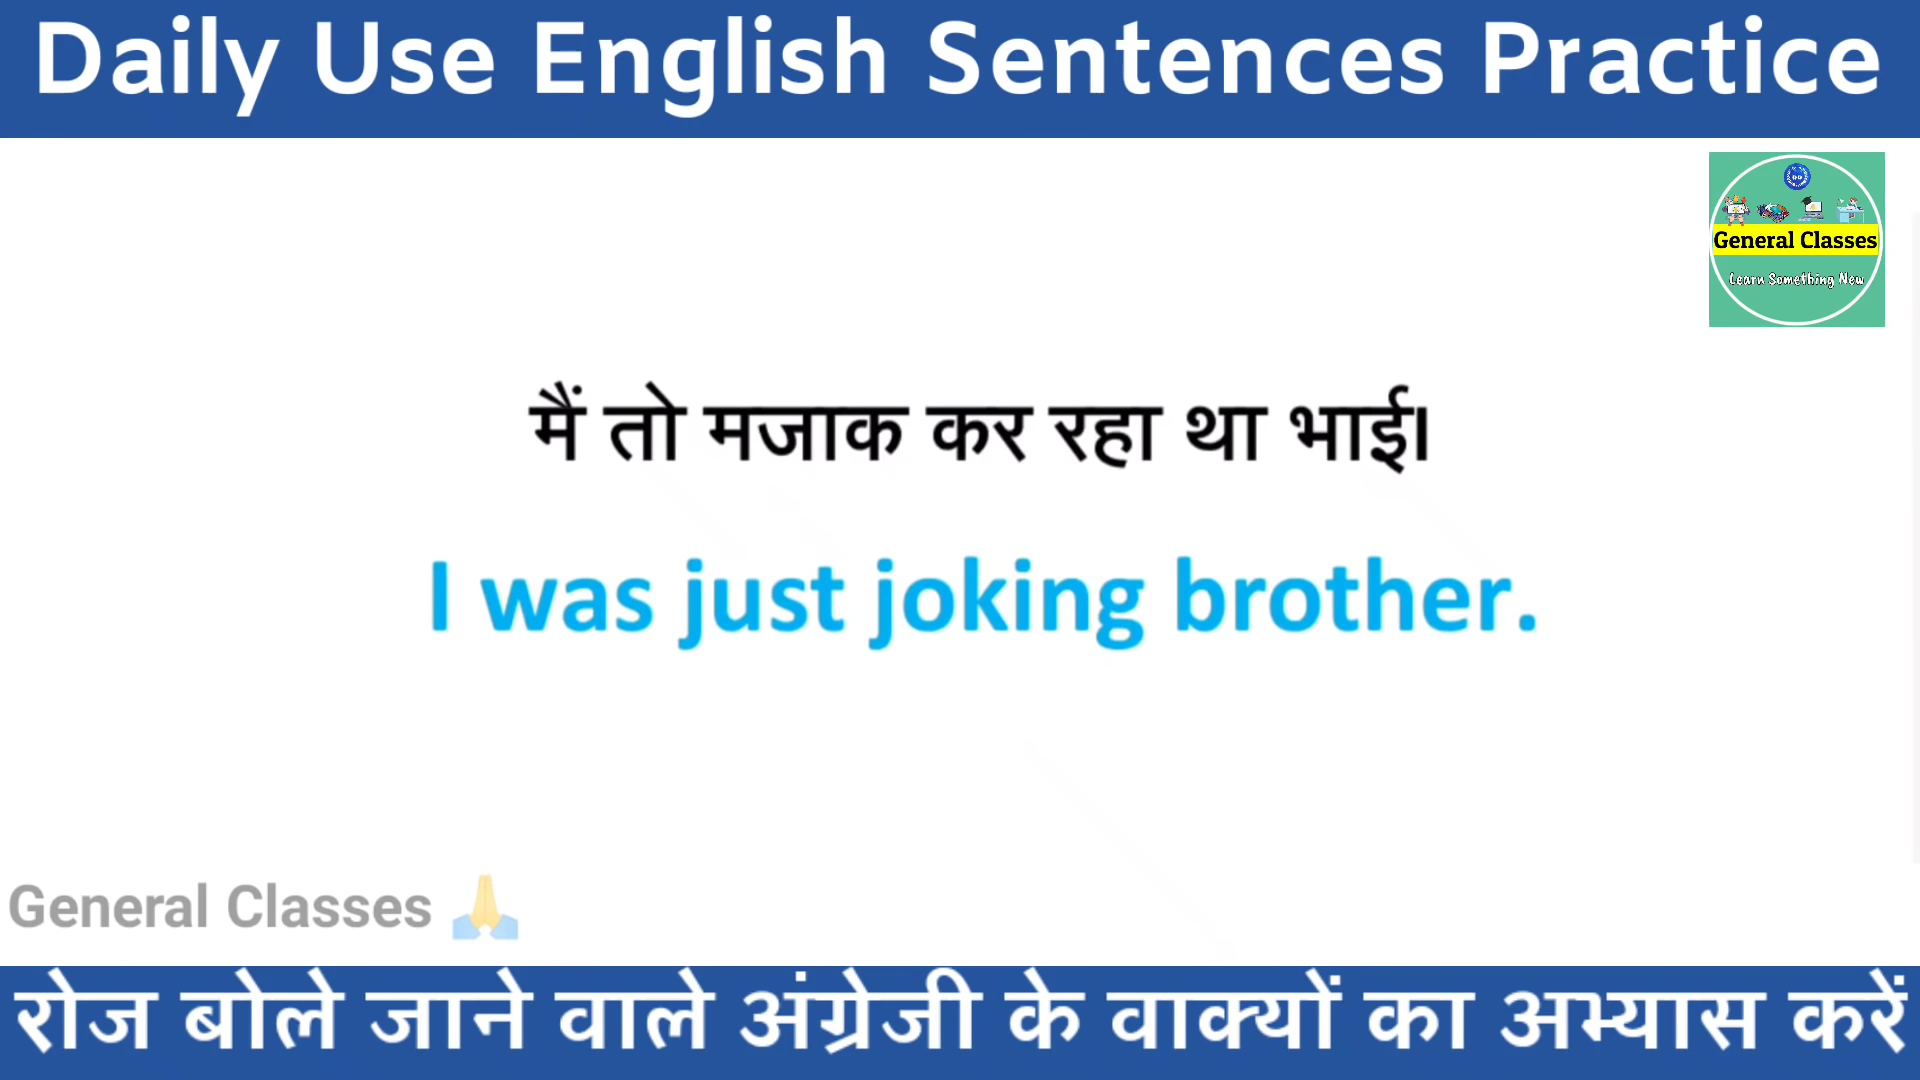 Daily Use English Sentences Practice
General Classes
Learn Something New
मैं तो मजाक कर रहा था भाई।
I was just joking brother.
General Classes 🙏
रोज बोले जाने वाले अंग्रेजी के वाक्यों का अभ्यास करें